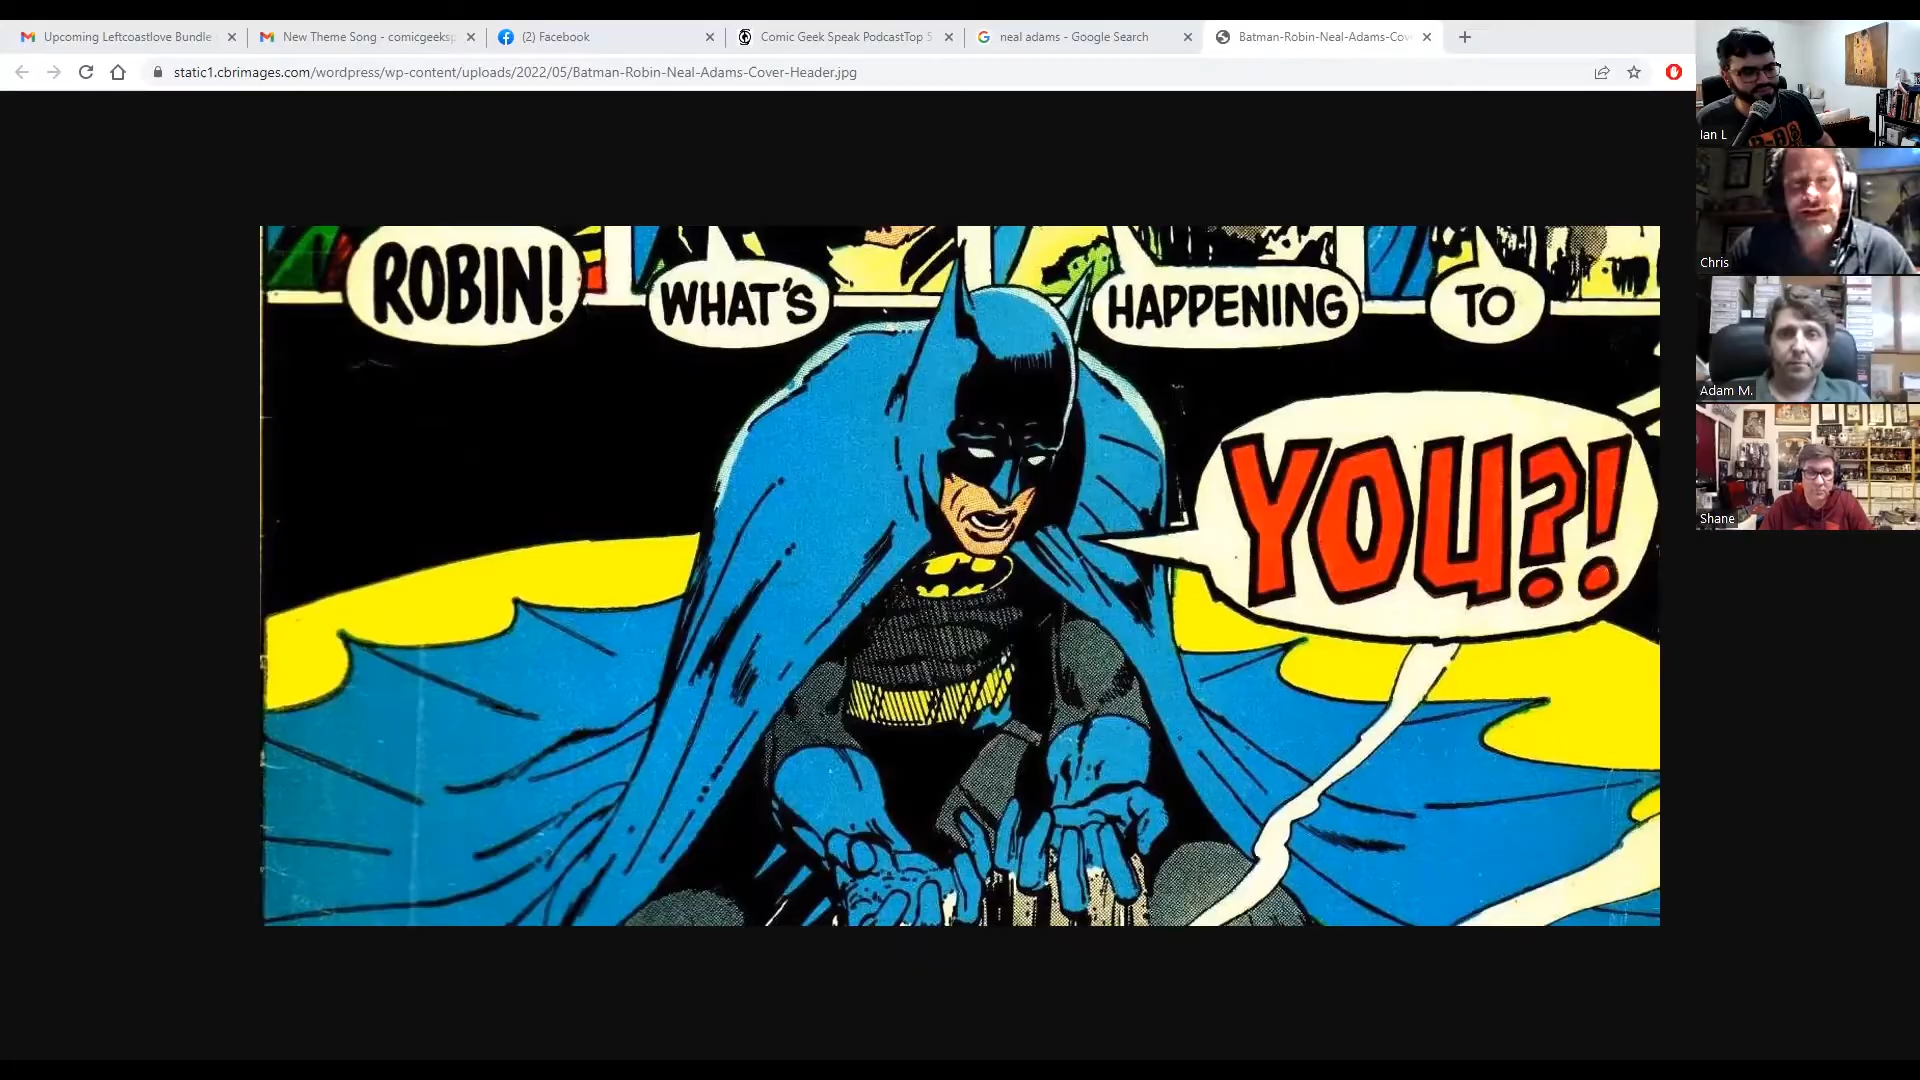 Upcoming Leftcoastlove Bundle
New Theme Song - comicgeeksp
(2) Facebook
Comic Geek Speak PodcastTop 5
neal adams - Google Search
Batman-Robin-Neal-Adams-Cov
static1.cbrimages.com/wordpress/wp-content/uploads/2022/05/Batman-Robin-Neal-Adams-Cover-Header.jpg
Ian L
Chris
Adam M.
Shane
ROBIN!
WHAT'S
HAPPENING
TO
YOU?!